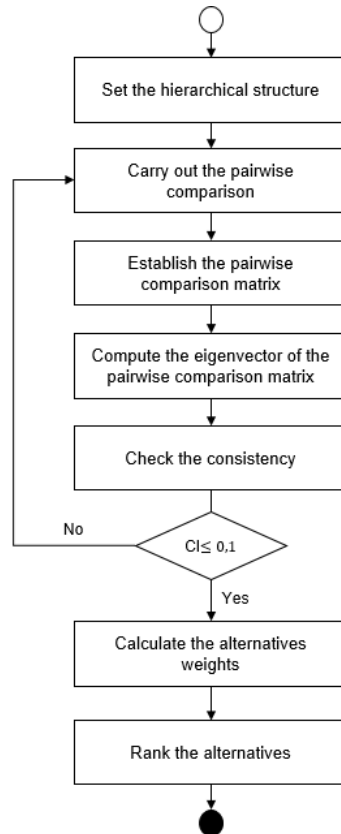 Set the hierarchical structure
Carry out the pairwise
comparison
Establish the pairwise
comparison matrix
Compute the eigenvector of the
pairwise comparison matrix
Check the consistency
No
CI≤ 0,1
Yes
Calculate the alternatives
weights
Rank the alternatives